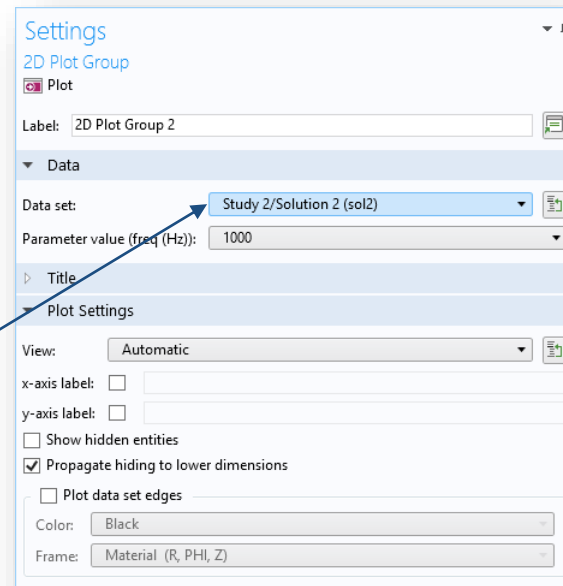 Settings
2D Plot Group
Plot
Label: 2D Plot Group 2
Data
Data set: Study 2/Solution 2 (sol2)
Parameter value (freq (Hz)): 1000
Title
Plot Settings
View: Automatic
x-axis label:
y-axis label:
Show hidden entities
Propagate hiding to lower dimensions
Plot data set edges
Color: Black
Frame: Material (R, PHI, Z)